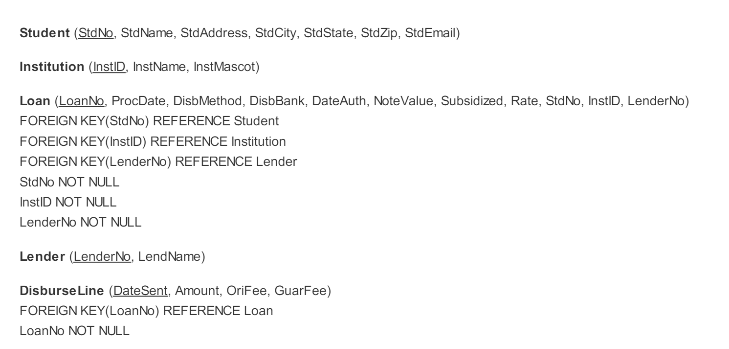 Student (StdNo, StdName, StdAddress, StdCity, StdState, StdZip, StdEmail)
Institution (InstID, InstName, InstMascot)
Loan (LoanNo, ProcDate, DisbMethod, DisbBank, DateAuth, NoteValue, Subsidized, Rate, StdNo, InstID, LenderNo)
FOREIGN KEY(StdNo) REFERENCE Student
FOREIGN KEY(InstID) REFERENCE Institution
FOREIGN KEY(LenderNo) REFERENCE Lender
StdNo NOT NULL
InstID NOT NULL
LenderNo NOT NULL
Lender (LenderNo, LendName)
DisburseLine (DateSent, Amount, OriFee, GuarFee)
FOREIGN KEY(LoanNo) REFERENCE Loan
LoanNo NOT NULL